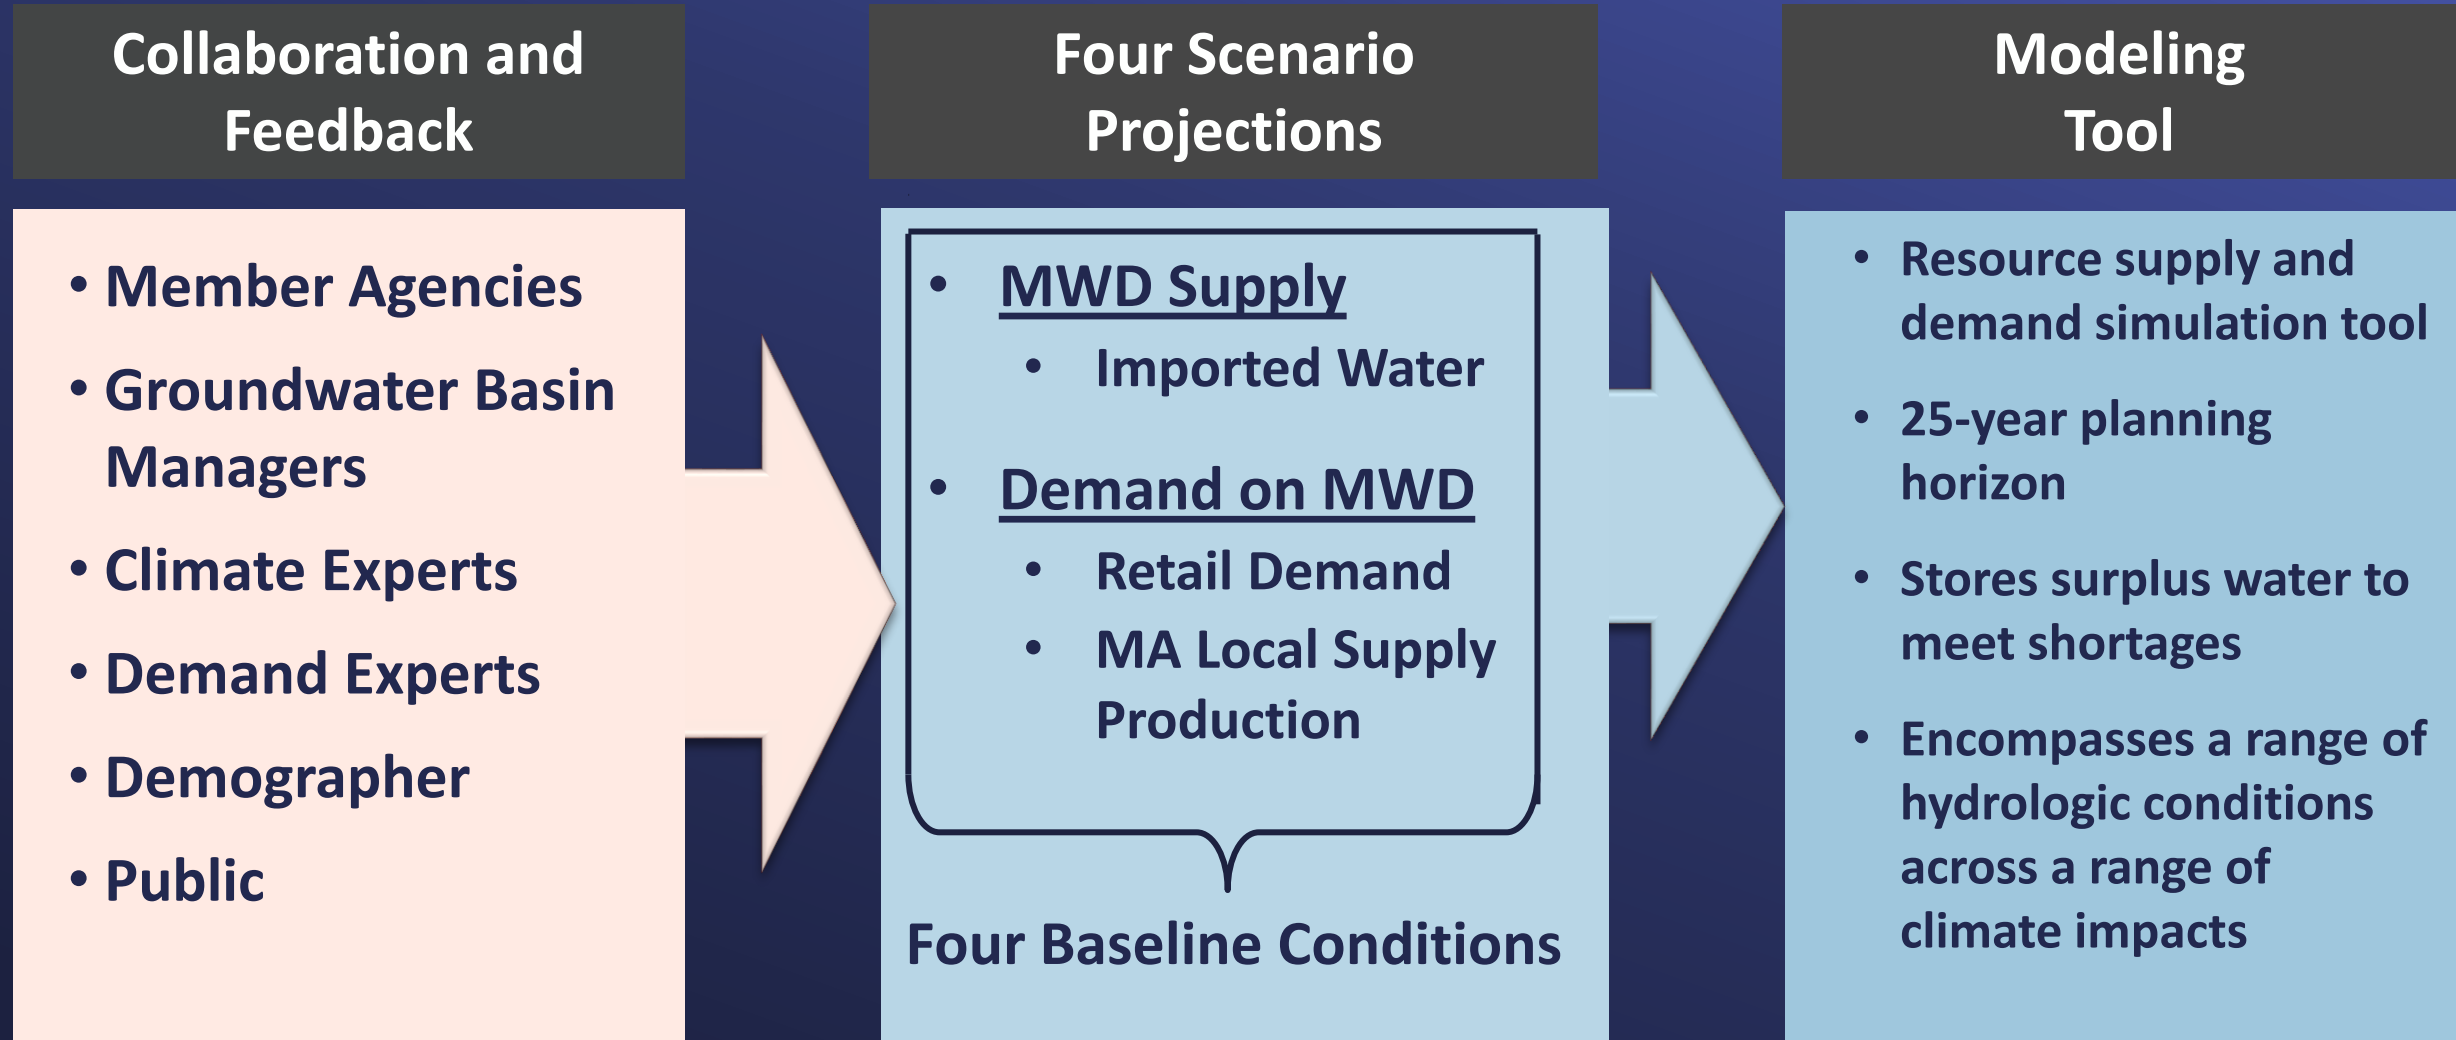 Collaboration and
Feedback
• Member Agencies
• Groundwater Basin
Managers
• Climate Experts
• Demand Experts
• Demographer
• Public
Four Scenario
Projections
• MWD Supply
• Imported Water
• Demand on MWD
• Retail Demand
• MA Local Supply
Production
Four Baseline Conditions
Modeling
Tool
• Resource supply and
demand simulation tool
• 25-year planning
horizon
• Stores surplus water to
meet shortages
• Encompasses a range of
hydrologic conditions
across a range of
climate impacts